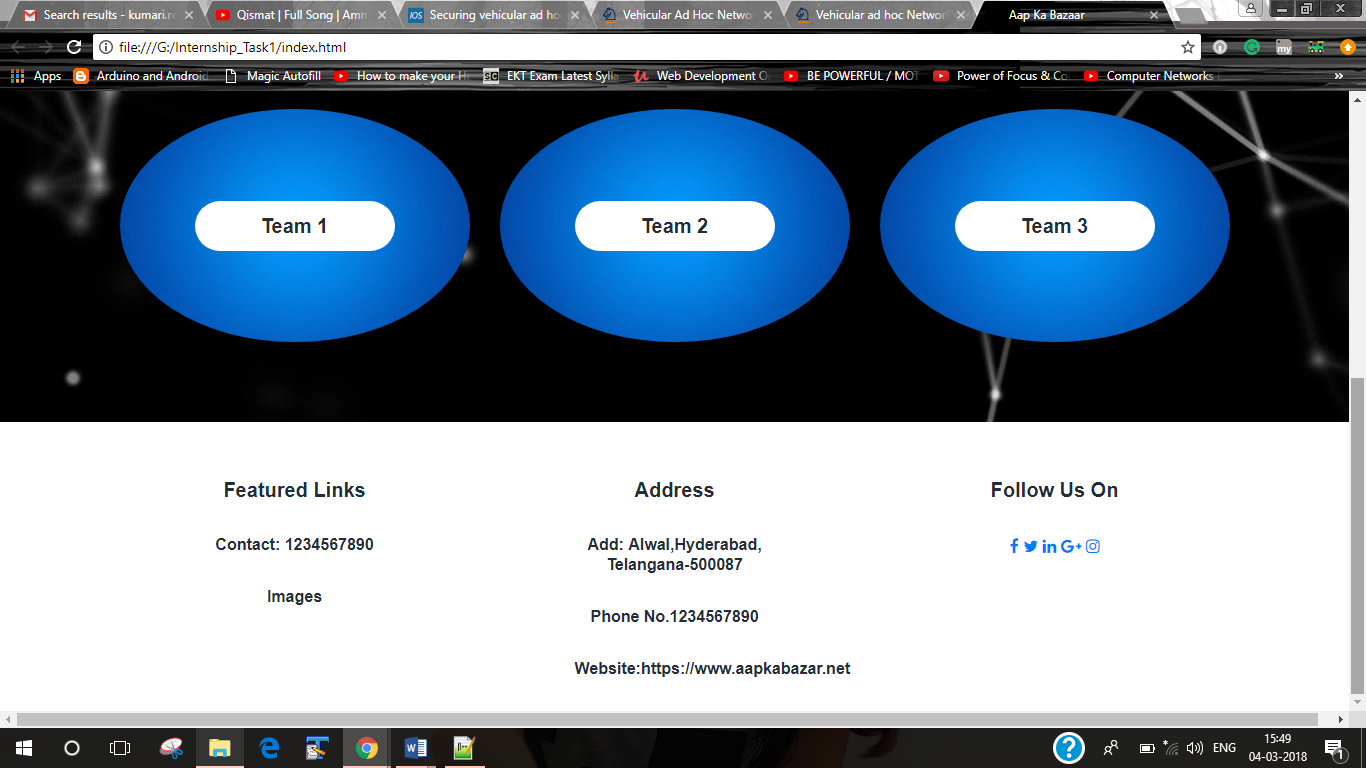 Search results - kumari.re
Qismat | Full Song | Amm
Securing vehicular ad ho
Vehicular Ad Hoc Netwo
Vehicular ad hoc Networ
Aap Ka Bazaar
file:///G:/Internship_Task1/index.html
Apps
Arduino and Android
Magic Autofill
How to make your H
EKT Exam Latest Sylla
Web Development O
BE POWERFUL / MOT
Power of Focus & Co
Computer Networks
»
Team 1
Team 2
Team 3
Featured Links
Address
Follow Us On
Contact: 1234567890
Add: Alwal,Hyderabad,
Telangana-500087
Images
Phone No.1234567890
Website:https://www.aapkabazar.net
ENG
15:49
04-03-2018
1